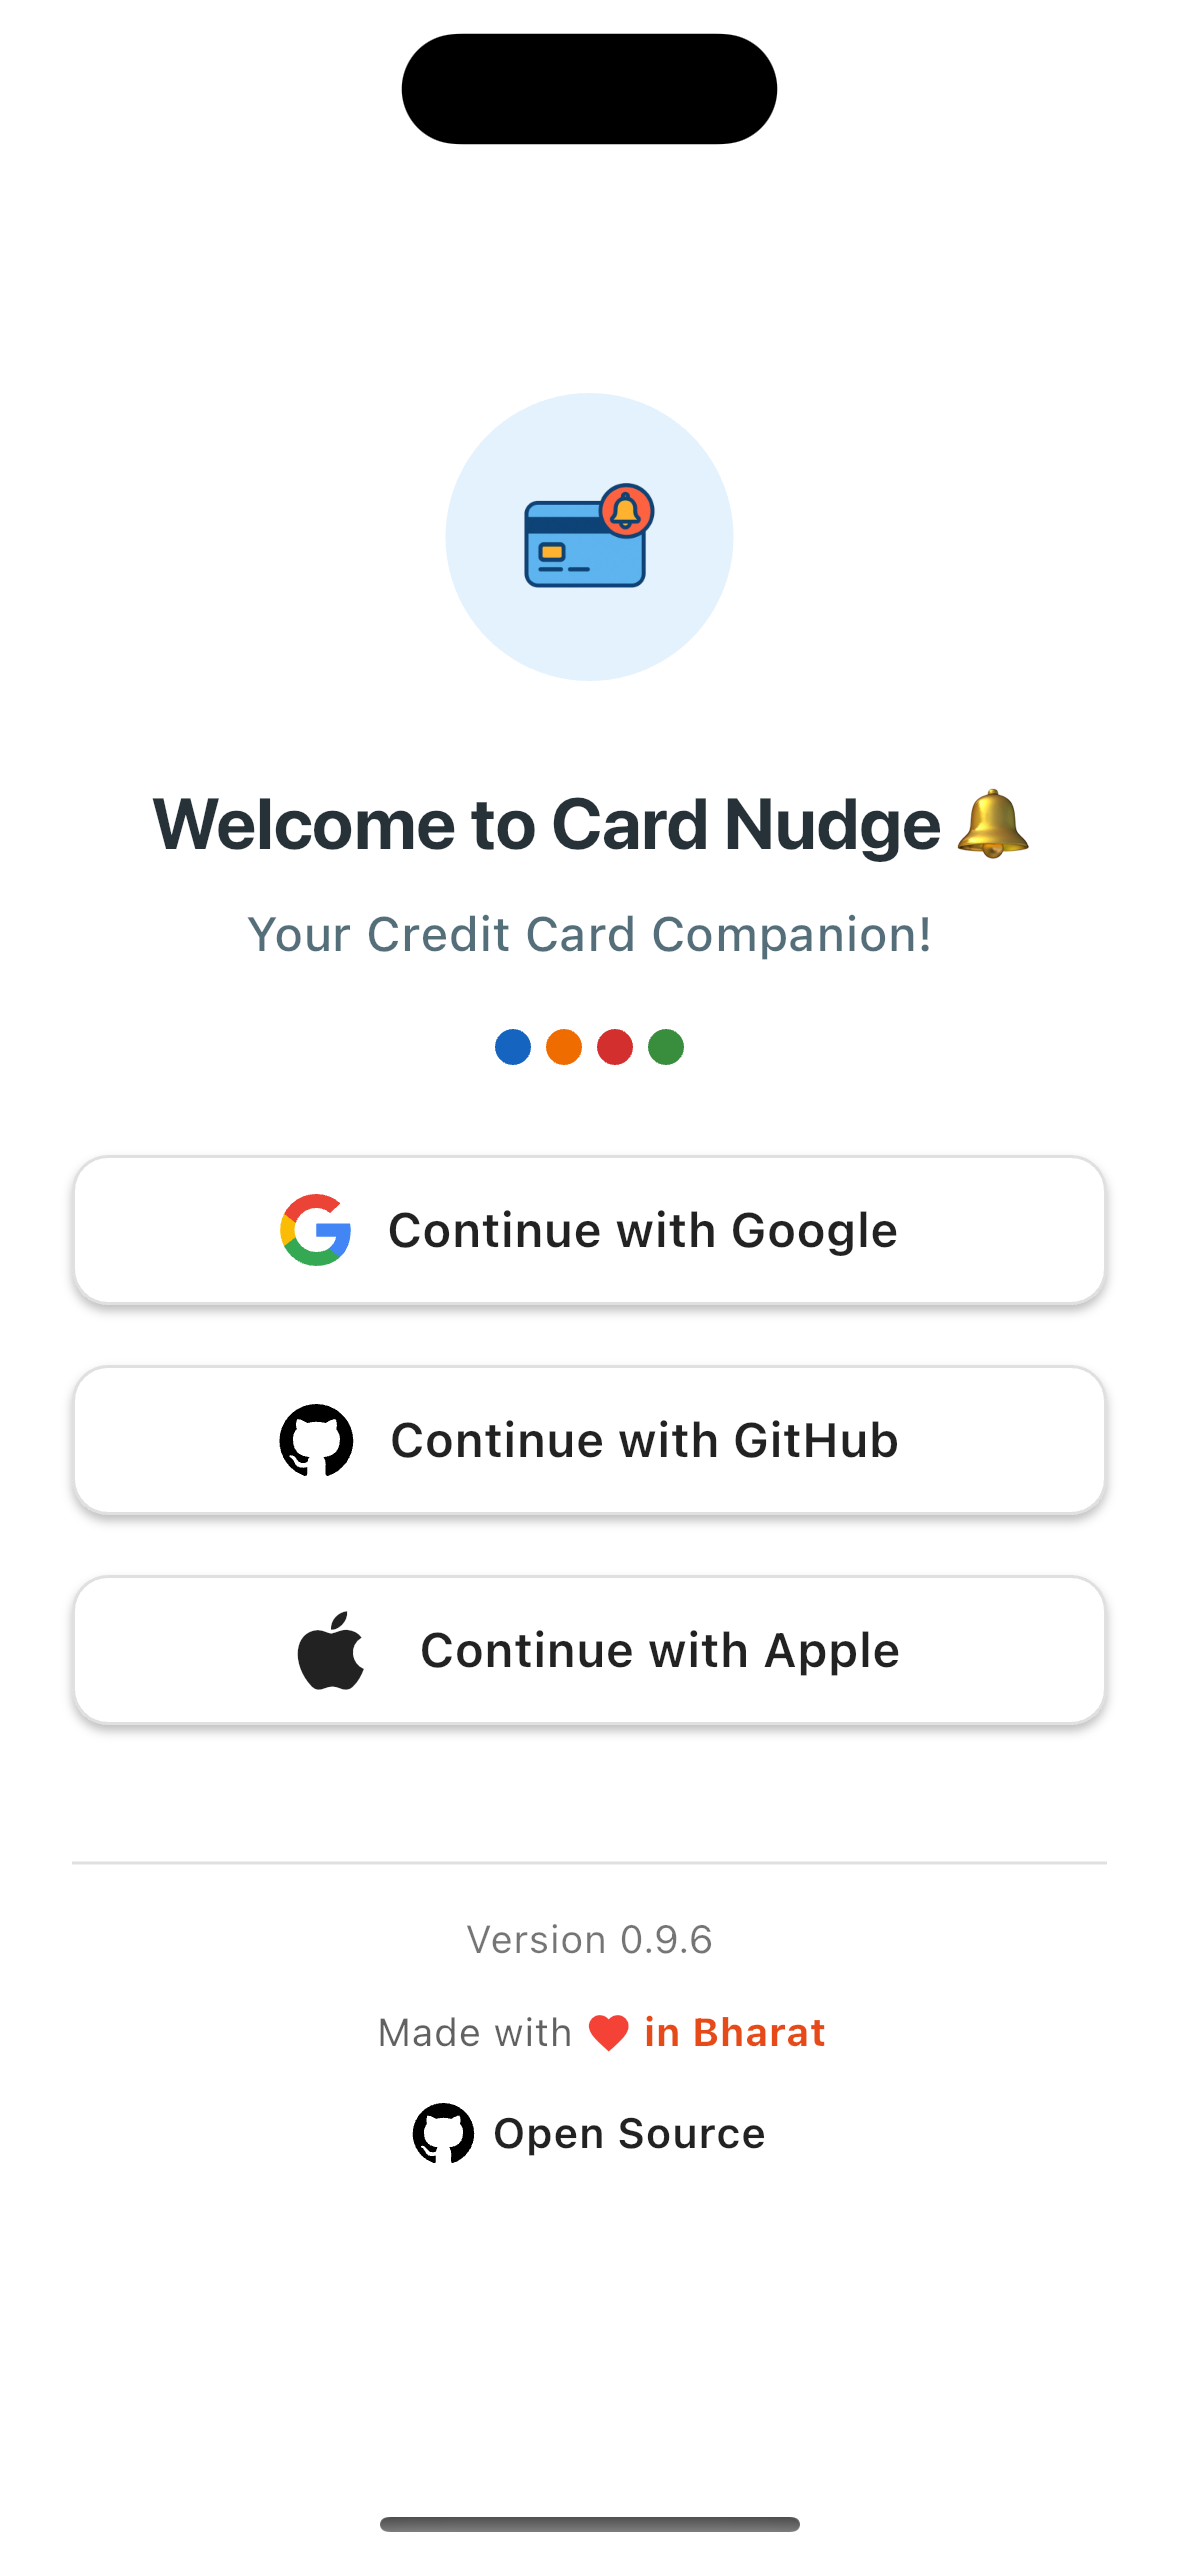 Welcome to Card Nudge 🔔
Your Credit Card Companion!
Continue with Google
Continue with GitHub
Continue with Apple
Version 0.9.6
Made with ❤️ in Bharat
Open Source